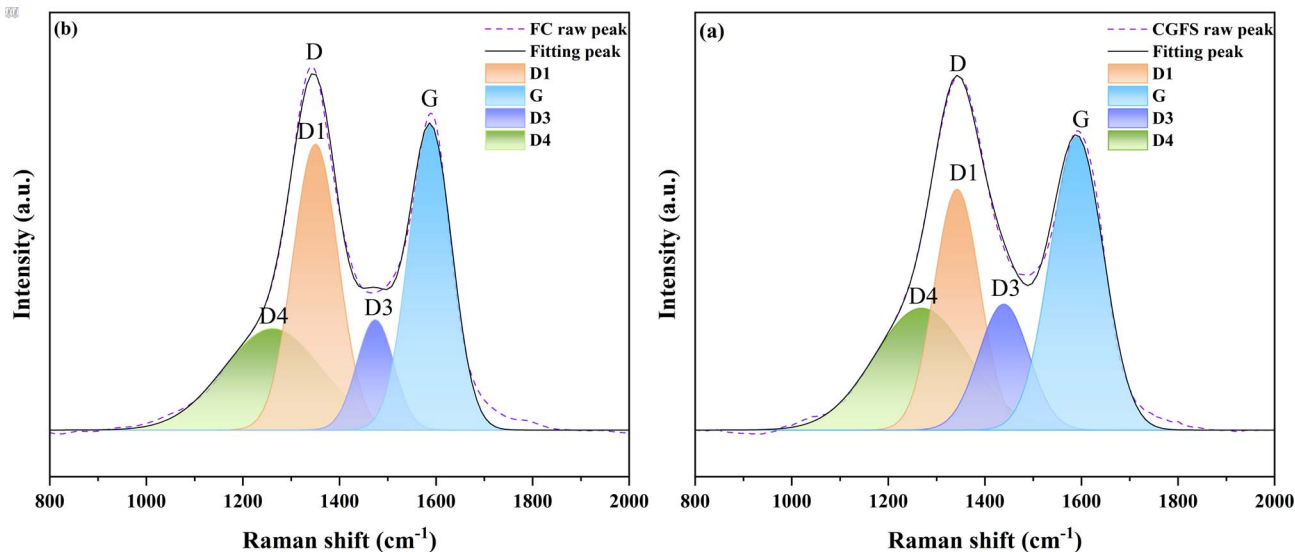 (b)
FC raw peak
Fitting peak
D1
G
D3
D4
D
D1
G
D4
D3
Intensity (a.u.)
800 1000 1200 1400 1600 1800 2000
Raman shift (cm⁻¹)
(a)
CGFS raw peak
Fitting peak
D1
G
D3
D4
D
G
D1
D4
D3
Intensity (a.u.)
800 1000 1200 1400 1600 1800 2000
Raman shift (cm⁻¹)